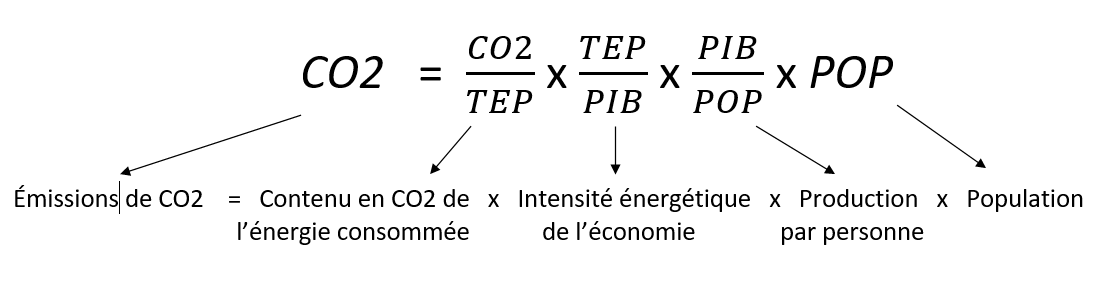 CO2 = CO2/TEP x TEP/PIB x PIB/POP x POP
Émissions de CO2 = Contenu en CO2 de x Intensité énergétique x Production x Population
l’énergie consommée de l’économie par personne